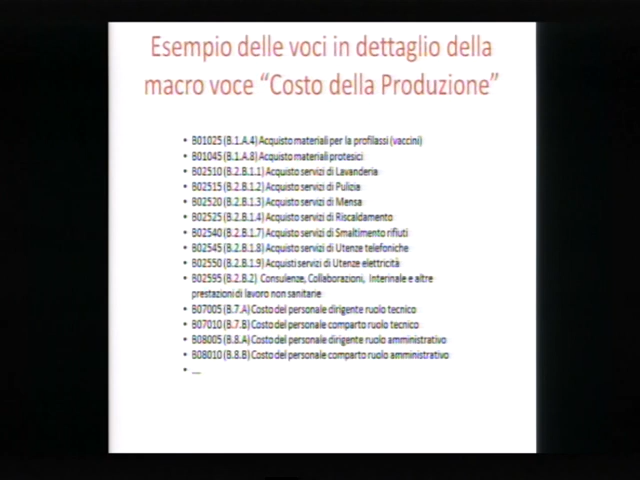 Esempio delle voci in dettaglio della
macro voce “Costo della Produzione”
• B01025 (B.1.A.4) Acquisto materiali per la profilassi (vaccini)
• B01045 (B.1.A.8) Acquisto materiali protesici
• B02510 (B.2.B.1.1) Acquisto servizi di Lavanderia
• B02515 (B.2.B.1.2) Acquisto servizi di Pulizia
• B02520 (B.2.B.1.3) Acquisto servizi di Mensa
• B02525 (B.2.B.1.4) Acquisto servizi di Riscaldamento
• B02540 (B.2.B.1.7) Acquisto servizi di Smaltimento rifiuti
• B02545 (B.2.B.1.8) Acquisto servizi di Utenze telefoniche
• B02550 (B.2.B.1.9) Acquisti servizi di Utenze elettricità
• B02595 (B.2.B.2) Consulenze, Collaborazioni, Interinale e altre
prestazioni di lavoro non sanitarie
• B07005 (B.7.A) Costo del personale dirigente ruolo tecnico
• B07010 (B.7.B) Costo del personale comparto ruolo tecnico
• B08005 (B.8.A) Costo del personale dirigente ruolo amministrativo
• B08010 (B.8.B) Costo del personale comparto ruolo amministrativo
• ....